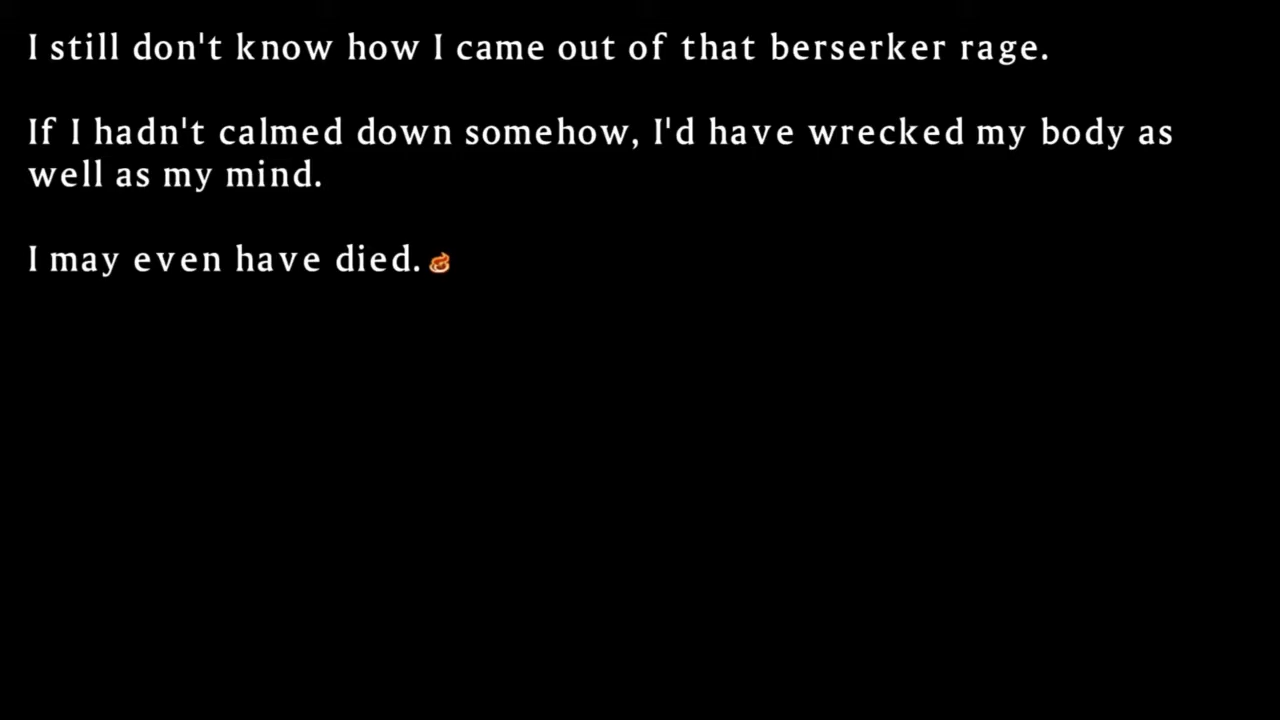 I still don't know how I came out of that berserker rage.
If I hadn't calmed down somehow, I'd have wrecked my body as
well as my mind.
I may even have died.